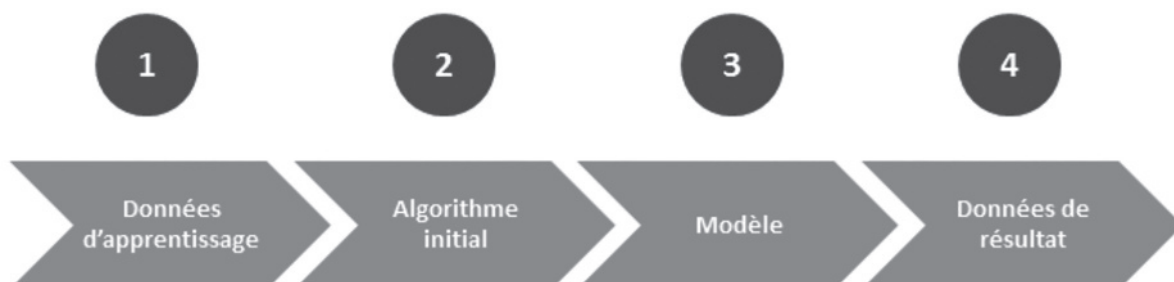 1
2
3
4
Données
d’apprentissage
Algorithme
initial
Modèle
Données de
résultat